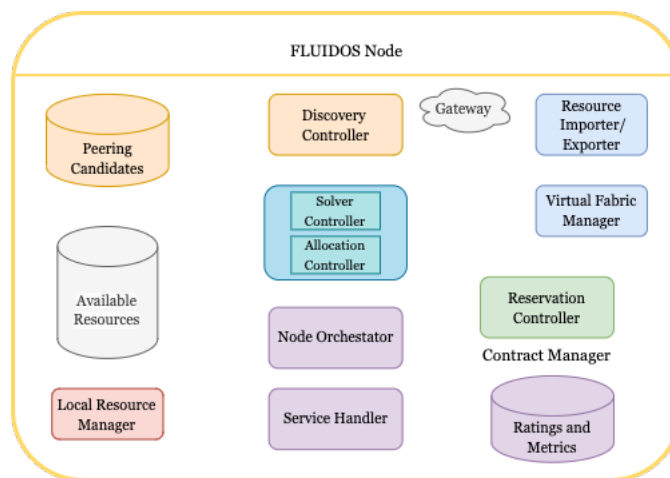 FLUIDOS Node
Peering
Candidates
Discovery
Controller
Gateway
Resource
Importer/
Exporter
Solver
Controller
Allocation
Controller
Virtual Fabric
Manager
Available
Resources
Node Orchestator
Reservation
Controller
Contract Manager
Local Resource
Manager
Service Handler
Ratings and
Metrics